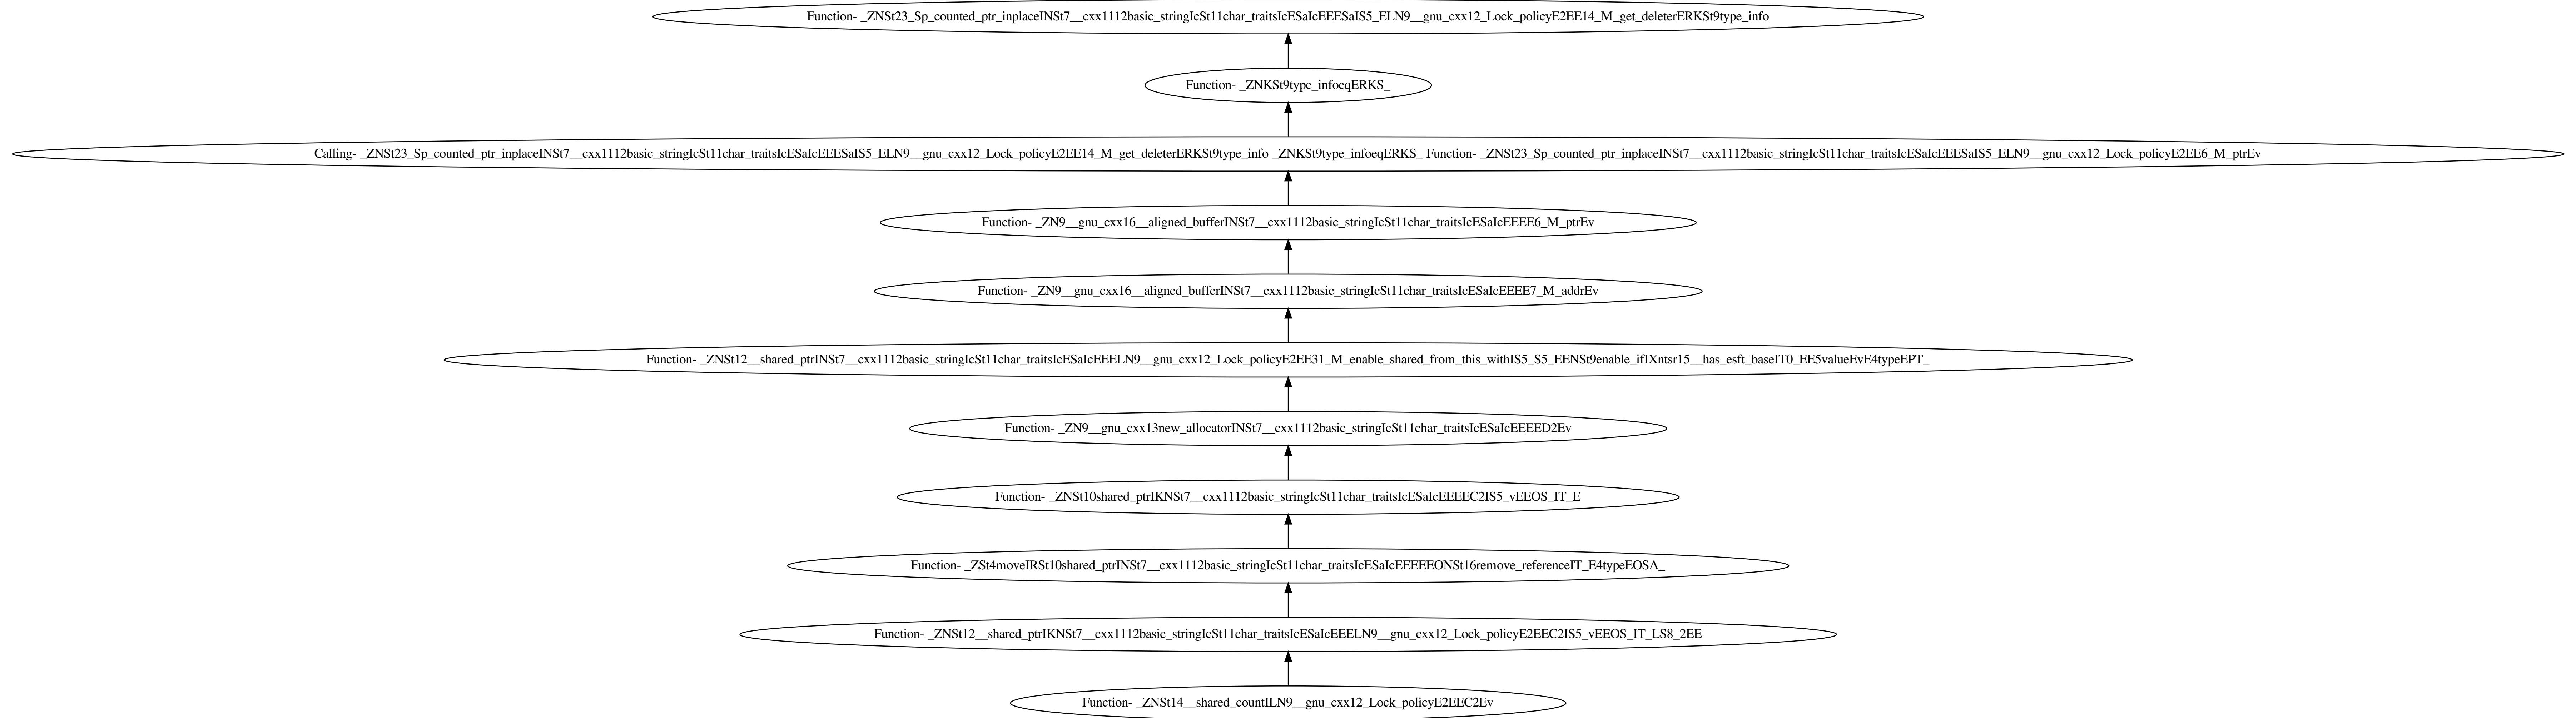 Function- _ZNSt23_Sp_counted_ptr_inplaceINSt7__cxx1112basic_stringIcSt11char_traitsIcESaIcEEESaIS5_ELN9__gnu_cxx12_Lock_policyE2EE14_M_get_deleterERKSt9type_info
Function- _ZNKSt9type_infoeqERKS_
Calling- _ZNSt23_Sp_counted_ptr_inplaceINSt7__cxx1112basic_stringIcSt11char_traitsIcESaIcEEESaIS5_ELN9__gnu_cxx12_Lock_policyE2EE14_M_get_deleterERKSt9type_info _ZNKSt9type_infoeqERKS_ Function- _ZNSt23_Sp_counted_ptr_inplaceINSt7__cxx1112basic_stringIcSt11char_traitsIcESaIcEEESaIS5_ELN9__gnu_cxx12_Lock_policyE2EE6_M_ptrEv
Function- _ZN9__gnu_cxx16__aligned_bufferINSt7__cxx1112basic_stringIcSt11char_traitsIcESaIcEEEE6_M_ptrEv
Function- _ZN9__gnu_cxx16__aligned_bufferINSt7__cxx1112basic_stringIcSt11char_traitsIcESaIcEEEE7_M_addrEv
Function- _ZNSt12__shared_ptrINSt7__cxx1112basic_stringIcSt11char_traitsIcESaIcEEELN9__gnu_cxx12_Lock_policyE2EE31_M_enable_shared_from_this_withIS5_S5_EENSt9enable_ifIXntsr15__has_esft_baseIT0_EE5valueEvE4typeEPT_
Function- _ZN9__gnu_cxx13new_allocatorINSt7__cxx1112basic_stringIcSt11char_traitsIcESaIcEEEED2Ev
Function- _ZNSt10shared_ptrIKNSt7__cxx1112basic_stringIcSt11char_traitsIcESaIcEEEEC2IS5_vEEOS_IT_E
Function- _ZSt4moveIRSt10shared_ptrINSt7__cxx1112basic_stringIcSt11char_traitsIcESaIcEEEEEONSt16remove_referenceIT_E4typeEOSA_
Function- _ZNSt12__shared_ptrIKNSt7__cxx1112basic_stringIcSt11char_traitsIcESaIcEEELN9__gnu_cxx12_Lock_policyE2EEC2IS5_vEEOS_IT_LS8_2EE
Function- _ZNSt14__shared_countILN9__gnu_cxx12_Lock_policyE2EEC2Ev